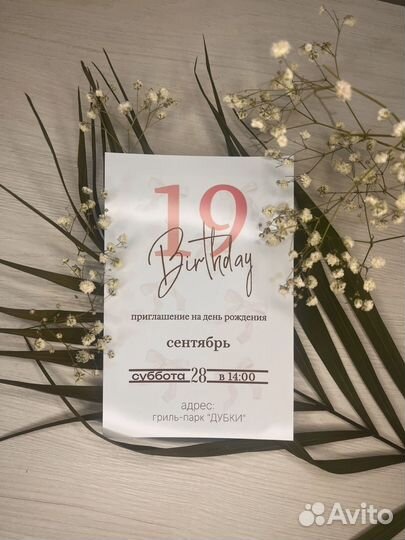 19
Birthday
приглашение на день рождения
сентябрь
суббота 28 в 14:00
адрес:
гриль-парк "ДУБКИ"
Avito